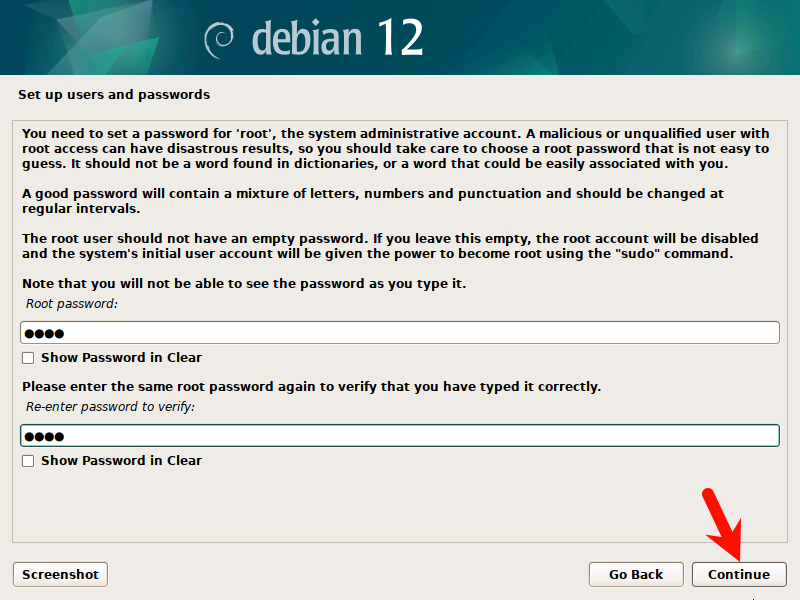 debian 12
Set up users and passwords
You need to set a password for 'root', the system administrative account. A malicious or unqualified user with
root access can have disastrous results, so you should take care to choose a root password that is not easy to
guess. It should not be a word found in dictionaries, or a word that could be easily associated with you.
A good password will contain a mixture of letters, numbers and punctuation and should be changed at
regular intervals.
The root user should not have an empty password. If you leave this empty, the root account will be disabled
and the system's initial user account will be given the power to become root using the "sudo" command.
Note that you will not be able to see the password as you type it.
Root password:
●●●●
Show Password in Clear
Please enter the same root password again to verify that you have typed it correctly.
Re-enter password to verify:
●●●●
Show Password in Clear
Screenshot Go Back Continue